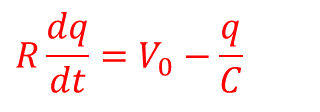 R dq/dt = V₀ − q/C